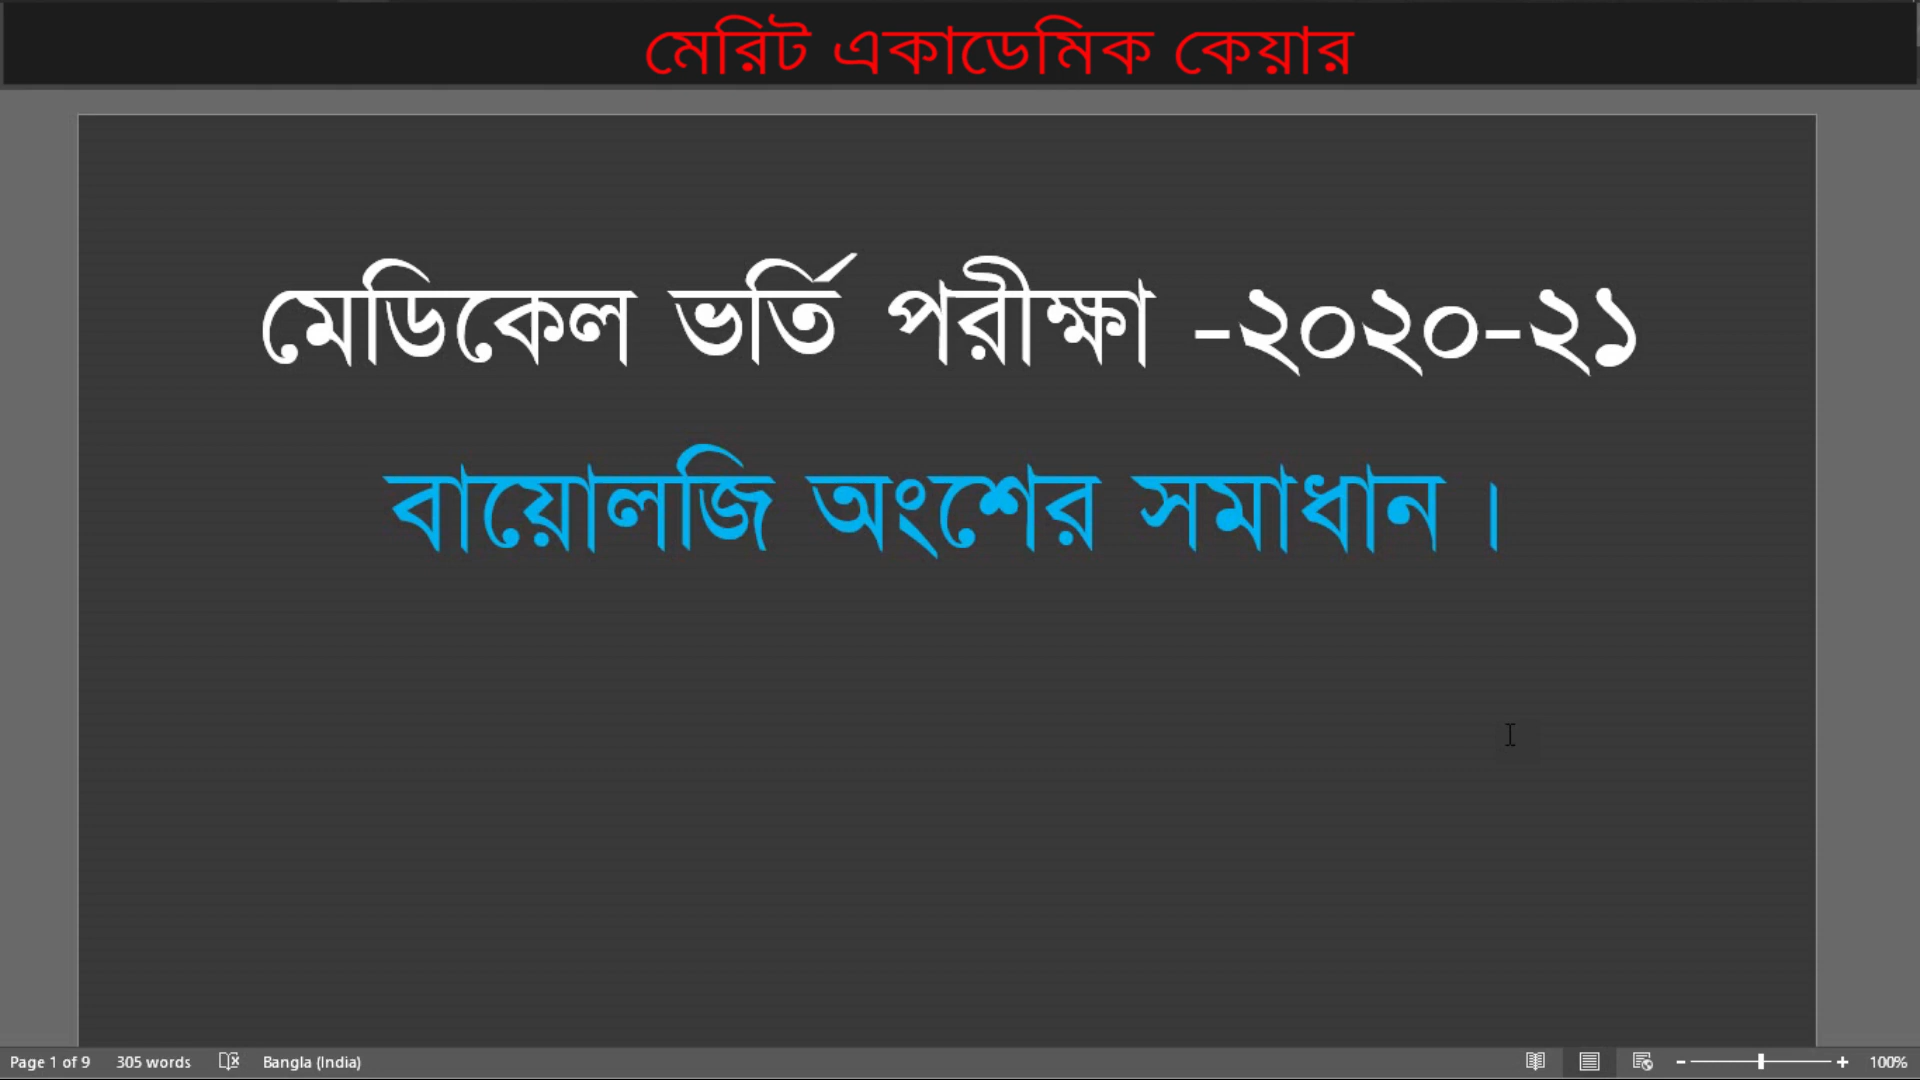 মেরিট একাডেমিক কেয়ার
মেডিকেল ভর্তি পরীক্ষা -২০২০-২১
বায়োলজি অংশের সমাধান ।
Page 1 of 9 305 words Bangla (India) 100%